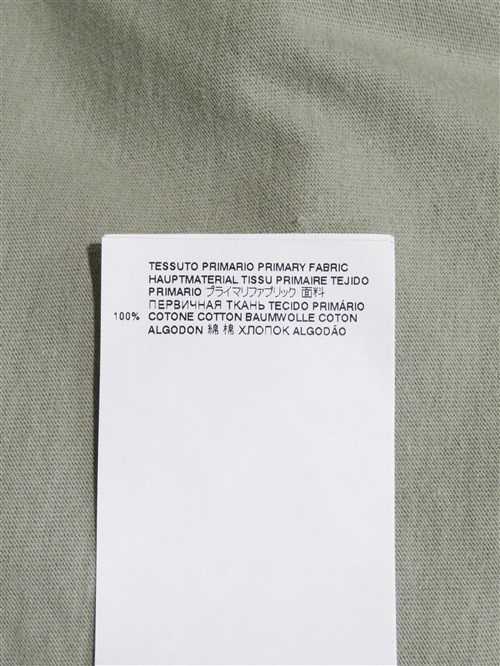 TESSUTO PRIMARIO PRIMARY FABRIC
HAUPTMATERIAL TISSU PRIMAIRE TEJIDO
PRIMARIO プライマリファブリック 面料
ПЕРВИЧНАЯ ТКАНЬ TECIDO PRIMÁRIO
100% COTONE COTTON BAUMWOLLE COTON
ALGODON 綿 棉 ХЛОПОК ALGODÃO